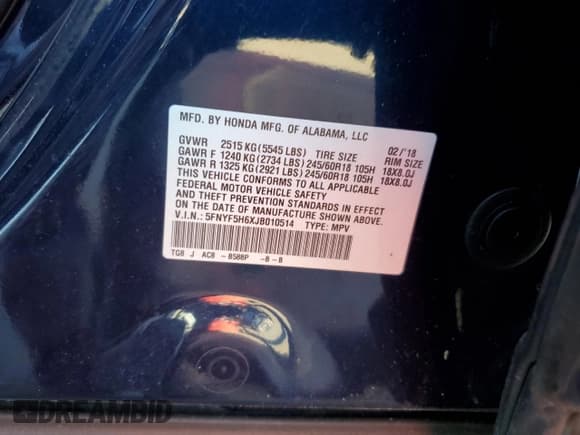 MFD. BY HONDA MFG. OF ALABAMA, LLC 02/'18
GVWR 2515 KG (5545 LBS) TIRE SIZE RIM SIZE
GAWR F 1240 KG (2734 LBS) 245/60R18 105H 18X8.0J
GAWR R 1325 KG (2921 LBS) 245/60R18 105H 18X8.0J
THIS VEHICLE CONFORMS TO ALL APPLICABLE
FEDERAL MOTOR VEHICLE SAFETY
AND THEFT PREVENTION STANDARDS IN EFFECT
ON THE DATE OF MANUFACTURE SHOWN ABOVE.
V.I.N.: 5FNYF5H6XJB010514 TYPE: MPV
TG8 J AC8 - B588P -B - B
DREAMBID